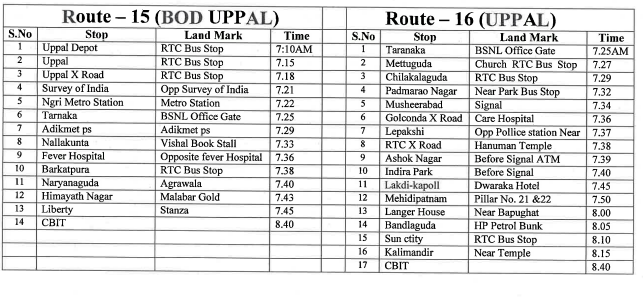 Route – 15 (BOD UPPAL)
S.No Stop Land Mark Time
1 Uppal Depot RTC Bus Stop 7:10AM
2 Uppal RTC Bus Stop 7.15
3 Uppal X Road RTC Bus Stop 7.18
4 Survey of India Opp Survey of India 7.21
5 Ngri Metro Station Metro Station 7.22
6 Tarnaka BSNL Office Gate 7.25
7 Adikmet ps Adikmet ps 7.29
8 Nallakunta Vishal Book Stall 7.33
9 Fever Hospital Opposite fever Hospital 7.36
10 Barkatpura RTC Bus Stop 7.38
11 Naryanaguda Agrawala 7.40
12 Himayath Nagar Malabar Gold 7.43
13 Liberty Stanza 7.45
14 CBIT 8.40
Route – 16 (UPPAL)
S.No Stop Land Mark Time
1 Taranaka BSNL Office Gate 7.25AM
2 Mettuguda Church RTC Bus Stop 7.27
3 Chilakalaguda RTC Bus Stop 7.29
4 Padmarao Nagar Near Park Bus Stop 7.32
5 Musheerabad Signal 7.34
6 Golconda X Road Care Hospital 7.36
7 Lepakshi Opp Pollice station Near 7.37
8 RTC X Road Hanuman Temple 7.38
9 Ashok Nagar Before Signal ATM 7.39
10 Indira Park Before Signal 7.40
11 Lakdi-kapoll Dwaraka Hotel 7.45
12 Mehidipatnam Pillar No. 21 &22 7.50
13 Langer House Near Bapughat 8.00
14 Bandlaguda HP Petrol Bunk 8.05
15 Sun ctity RTC Bus Stop 8.10
16 Kalimandir Near Temple 8.15
17 CBIT 8.40